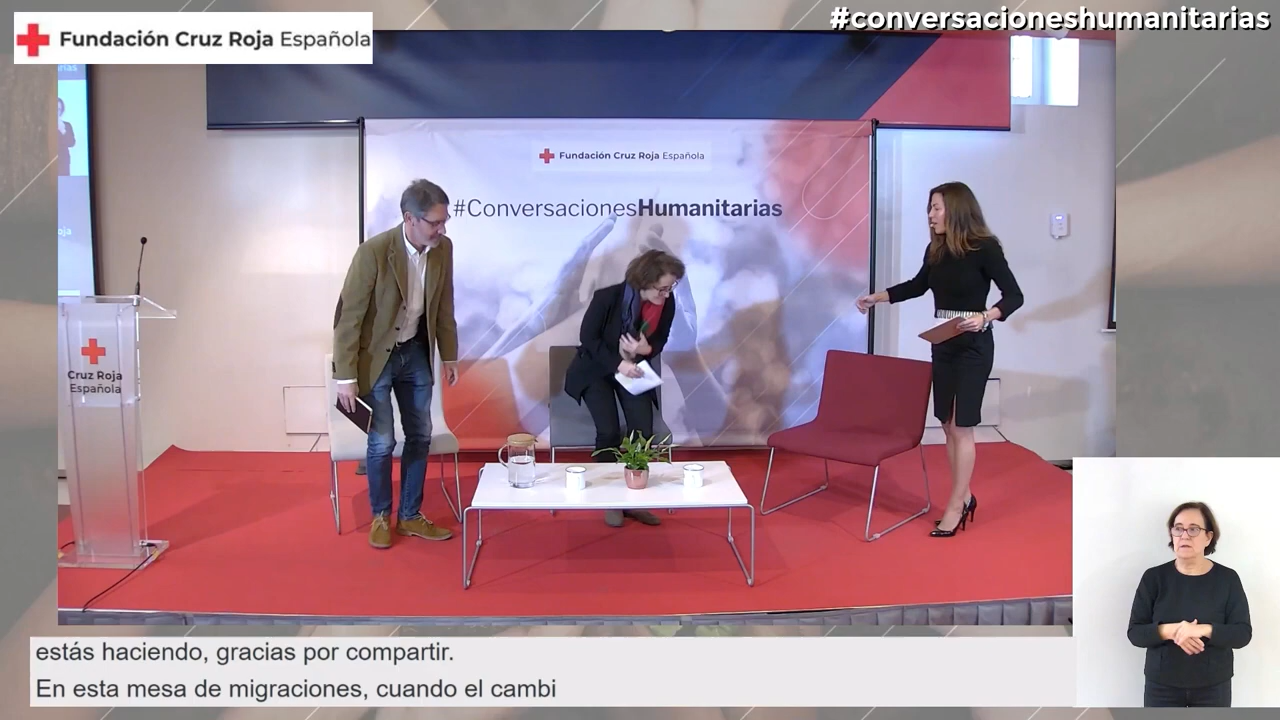 Fundación Cruz Roja Española
#conversacioneshumanitarias
Fundación Cruz Roja Española
#ConversacionesHumanitarias
Cruz Roja
Española
estás haciendo, gracias por compartir.
En esta mesa de migraciones, cuando el cambi